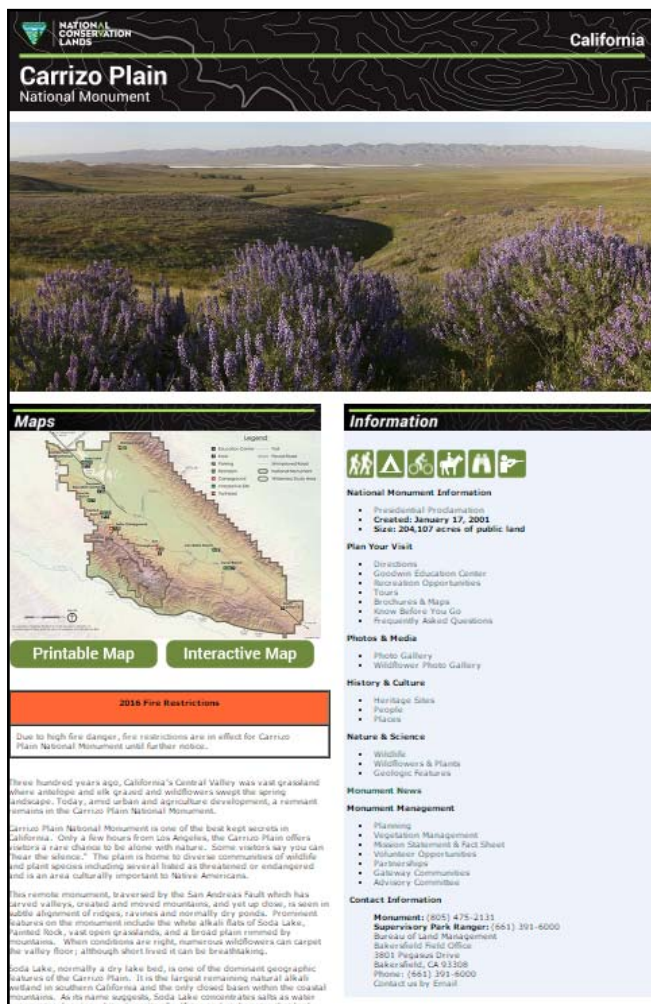 NATIONAL
CONSERVATION
LANDS
California
Carrizo Plain
National Monument
Maps
Legend
Printable Map
Interactive Map
2016 Fire Restrictions
Due to high fire danger, fire restrictions are in effect for Carrizo
Plain National Monument until further notice.
Three hundred years ago, California's Central Valley was vast grassland
where antelope and elk grazed and wildflowers swept the spring
landscape. Today, amid urban and agriculture development, a remnant
remains in the Carrizo Plain National Monument.
Carrizo Plain National Monument is one of the best kept secrets in
California. Only a few hours from Los Angeles, the Carrizo Plain offers
visitors a rare chance to be alone with nature. Some visitors say you can
"hear the silence." The plain is home to diverse communities of wildlife
and plant species including several listed as threatened or endangered
and is an area culturally important to Native Americans.
This remote monument, traversed by the San Andreas Fault which has
carved valleys, created and moved mountains, and yet up close, is seen in
subtle alignment of ridges, ravines and normally dry ponds. Prominent
features on the monument include the white alkali flats of Soda Lake,
Painted Rock, vast open grasslands, and a broad plain rimmed by
mountains. When conditions are right, numerous wildflowers can carpet
the valley floor; although short lived it can be breathtaking.
Soda Lake, normally a dry lake bed, is one of the dominant geographic
features of the Carrizo Plain. It is the largest remaining natural alkali
wetland in southern California and the only closed basin within the coastal
mountains. As its name suggests, Soda Lake concentrates salts as water
Information
National Monument Information
Presidential Proclamation
Created: January 17, 2001
Size: 204,107 acres of public land
Plan Your Visit
Directions
Goodwin Education Center
Recreation Opportunities
Tours
Brochures & Maps
Know Before You Go
Frequently Asked Questions
Photos & Media
Photo Gallery
Wildflower Photo Gallery
History & Culture
Heritage Sites
People
Places
Nature & Science
Wildlife
Wildflowers & Plants
Geologic Features
Monument News
Monument Management
Planning
Vegetation Management
Mission Statement & Fact Sheet
Volunteer Opportunities
Partnerships
Gateway Communities
Advisory Committee
Contact Information
Monument: (805) 475-2131
Supervisory Park Ranger: (661) 391-6000
Bureau of Land Management
Bakersfield Field Office
3801 Pegasus Drive
Bakersfield, CA 93308
Phone: (661) 391-6000
Contact us by Email